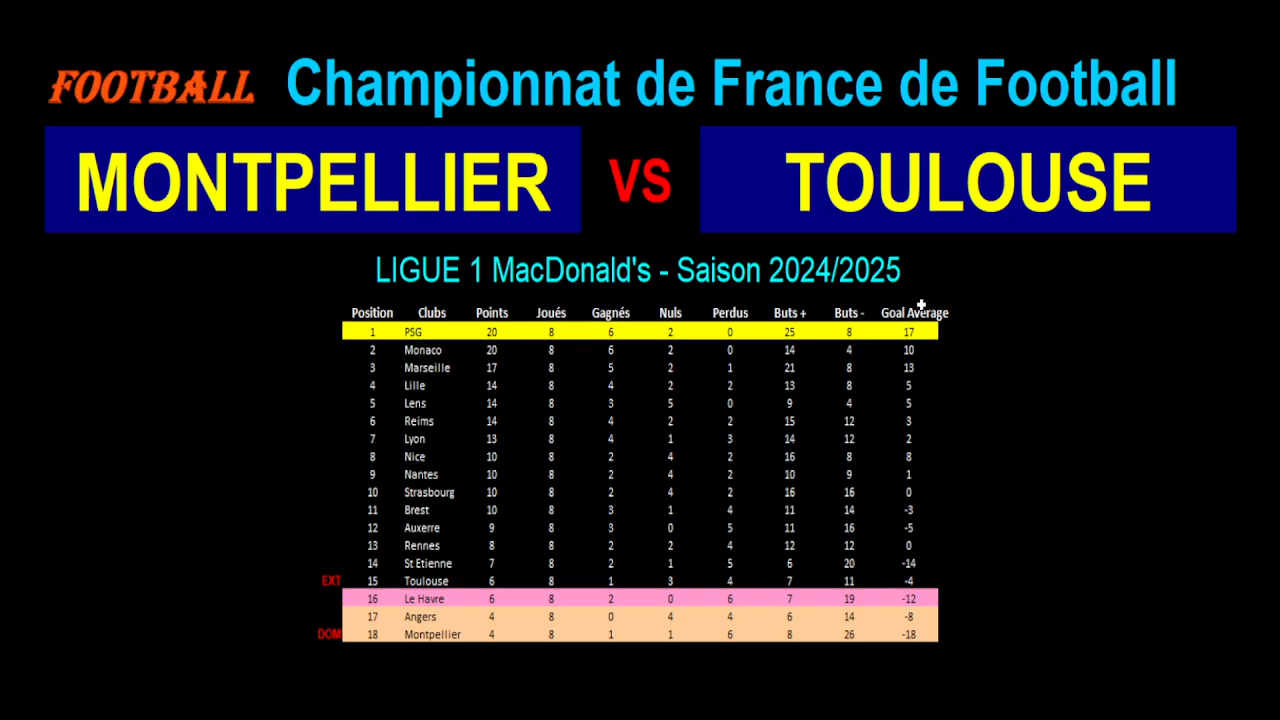 FOOTBALL Championnat de France de Football
MONTPELLIER VS TOULOUSE
LIGUE 1 MacDonald's - Saison 2024/2025
Position Clubs Points Joués Gagnés Nuls Perdus Buts + Buts - Goal Average
1 PSG 20 8 6 2 0 25 8 17
2 Monaco 20 8 6 2 0 14 4 10
3 Marseille 17 8 5 2 1 21 8 13
4 Lille 14 8 4 2 2 13 8 5
5 Lens 14 8 3 5 0 9 4 5
6 Reims 14 8 4 2 2 15 12 3
7 Lyon 13 8 4 1 3 14 12 2
8 Nice 10 8 2 4 2 16 8 8
9 Nantes 10 8 2 4 2 10 9 1
10 Strasbourg 10 8 2 4 2 16 16 0
11 Brest 10 8 3 1 4 11 14 -3
12 Auxerre 9 8 3 0 5 11 16 -5
13 Rennes 8 8 2 2 4 12 12 0
14 St Etienne 7 8 2 1 5 6 20 -14
EXT 15 Toulouse 6 8 1 3 4 7 11 -4
16 Le Havre 6 8 2 0 6 7 19 -12
17 Angers 4 8 0 4 4 6 14 -8
DOM 18 Montpellier 4 8 1 1 6 8 26 -18